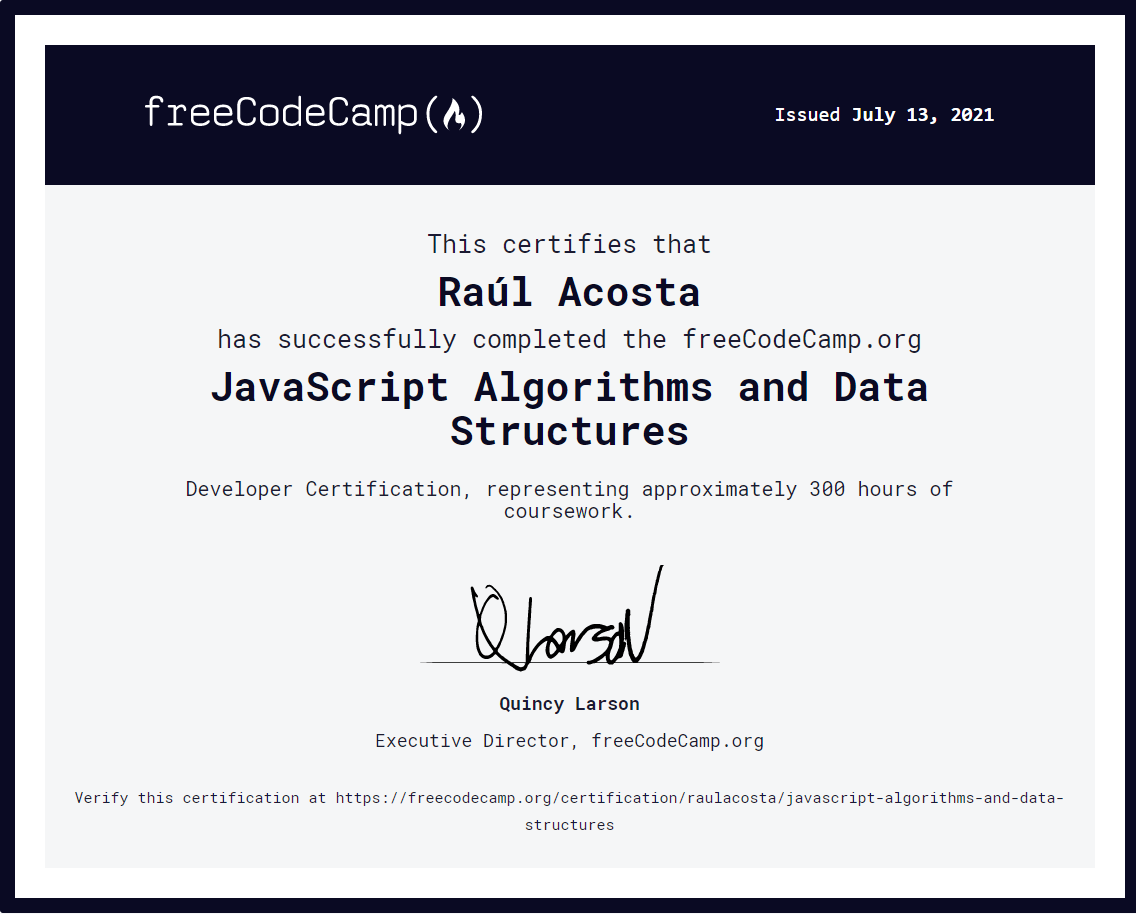 freeCodeCamp(🔥)
Issued July 13, 2021
This certifies that
Raúl Acosta
has successfully completed the freeCodeCamp.org
JavaScript Algorithms and Data
Structures
Developer Certification, representing approximately 300 hours of
coursework.
Q Larson
Quincy Larson
Executive Director, freeCodeCamp.org
Verify this certification at https://freecodecamp.org/certification/raulacosta/javascript-algorithms-and-data-
structures